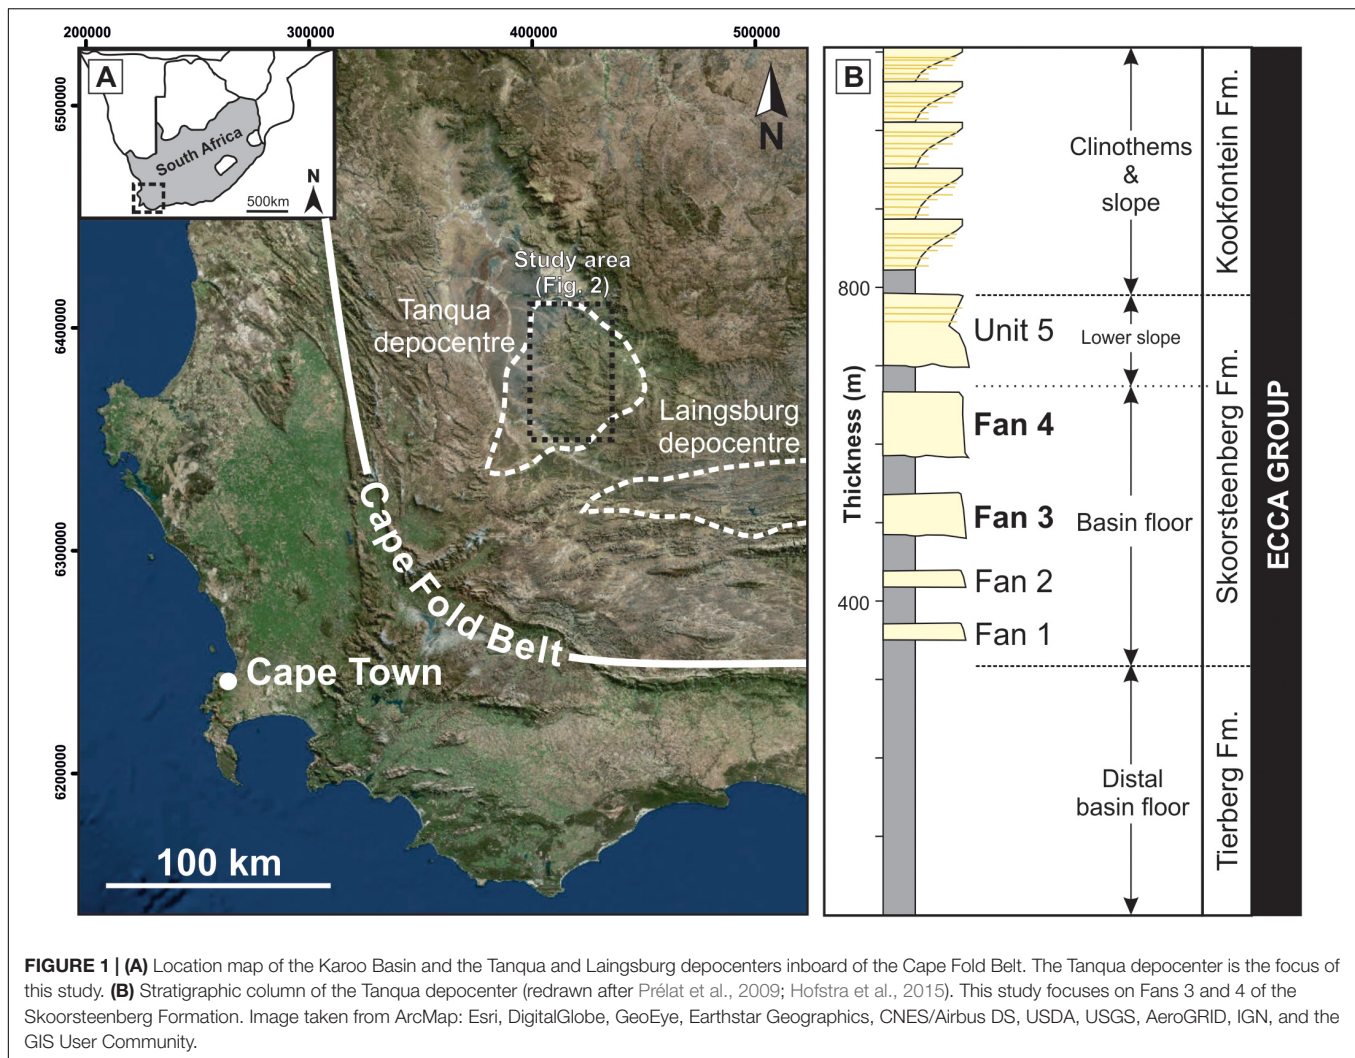 200000
300000
400000
500000
6500000
6400000
6300000
6200000
A
South Africa
N
500km
N
Study area
(Fig. 2)
Tanqua
depocentre
Laingsburg
depocentre
Cape Fold Belt
Cape Town
100 km
B
Thickness (m)
800
400
Unit 5
Fan 4
Fan 3
Fan 2
Fan 1
Clinothems
&
slope
Lower slope
Basin floor
Distal
basin floor
Kookfontein Fm.
Skoorsteenberg Fm.
Tierberg Fm.
ECCA GROUP
FIGURE 1 | (A) Location map of the Karoo Basin and the Tanqua and Laingsburg depocenters inboard of the Cape Fold Belt. The Tanqua depocenter is the focus of
this study. (B) Stratigraphic column of the Tanqua depocenter (redrawn after Prélat et al., 2009; Hofstra et al., 2015). This study focuses on Fans 3 and 4 of the
Skoorsteenberg Formation. Image taken from ArcMap: Esri, DigitalGlobe, GeoEye, Earthstar Geographics, CNES/Airbus DS, USDA, USGS, AeroGRID, IGN, and the
GIS User Community.